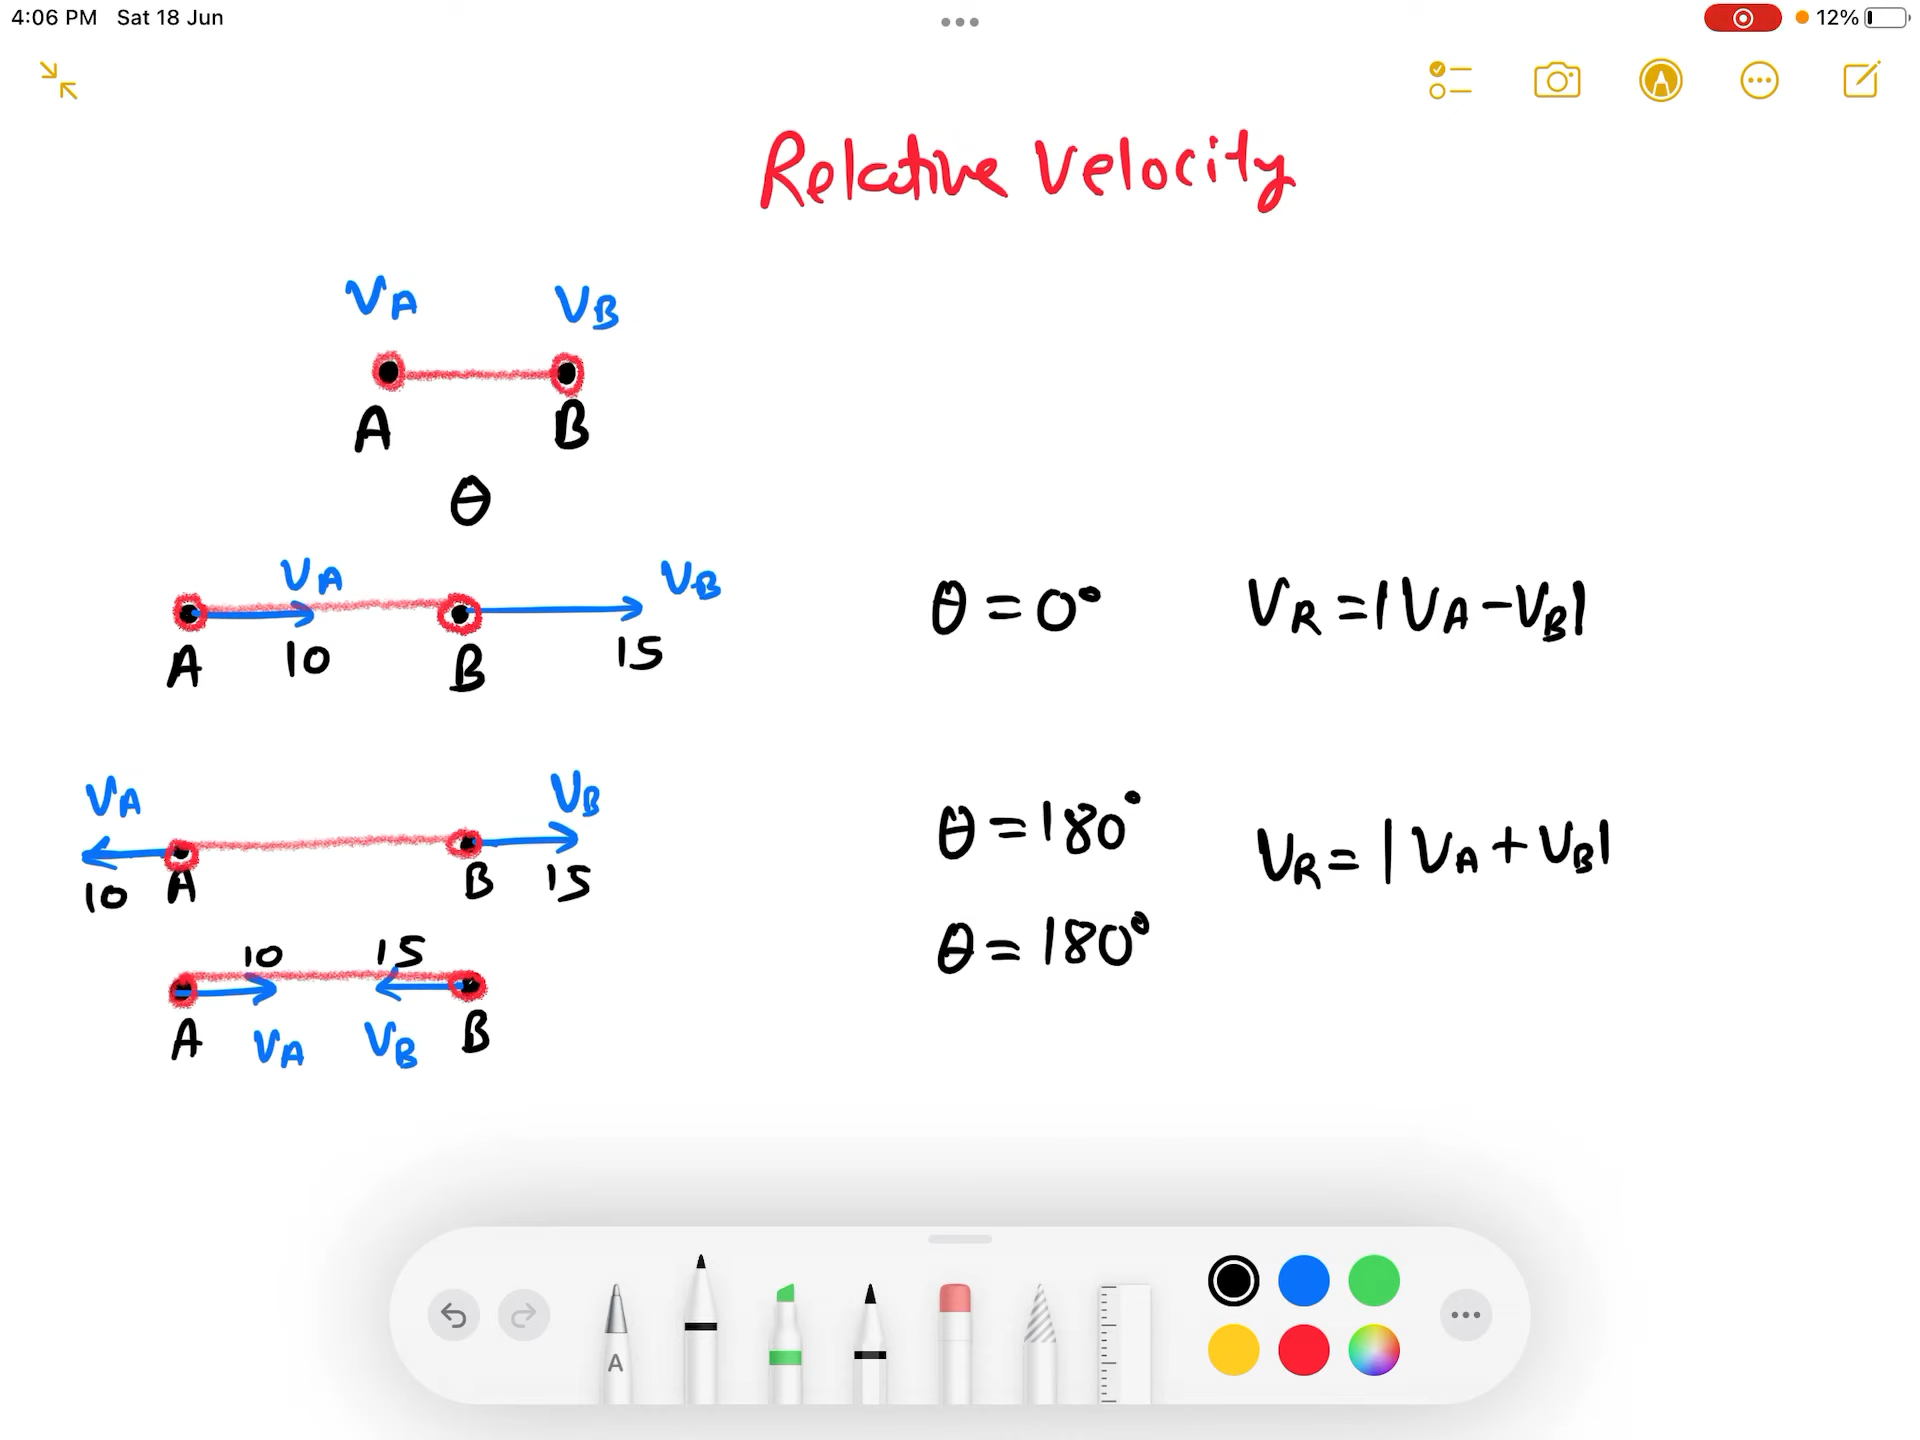 4:06 PM Sat 18 Jun
12%
Relative Velocity
VA VB
A B
θ
VA VB
A 10 B 15
θ = 0° VR = |VA - VB|
VA VB
10 A B 15
θ = 180° VR = |VA + VB|
10 15
θ = 180°
A VA VB B
A